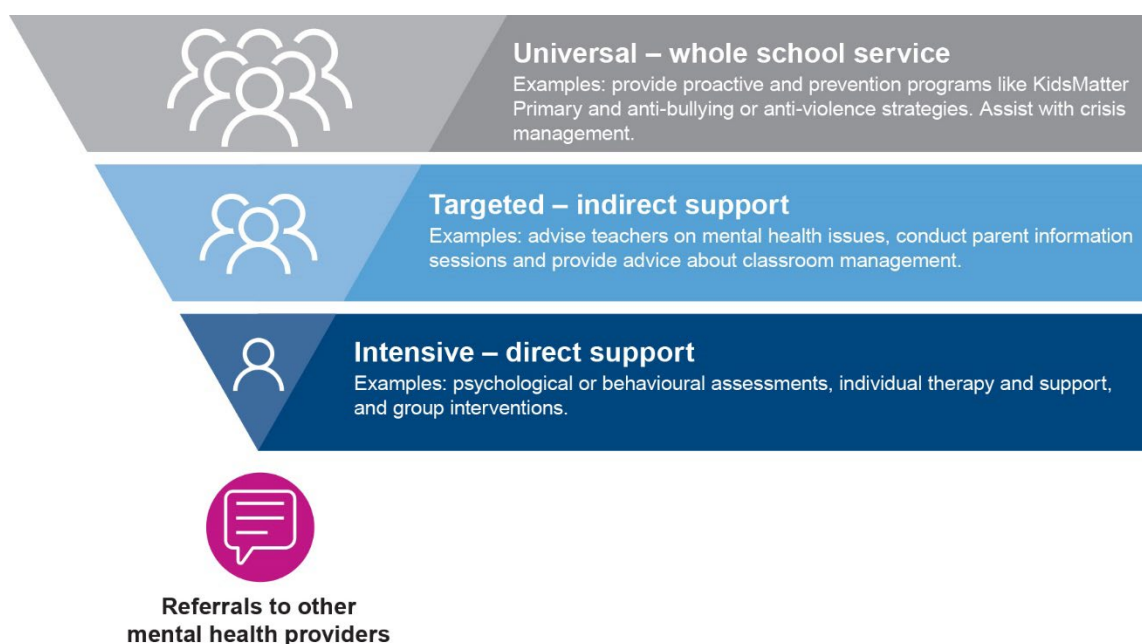 Universal – whole school service
Examples: provide proactive and prevention programs like KidsMatter
Primary and anti-bullying or anti-violence strategies. Assist with crisis
management.
Targeted – indirect support
Examples: advise teachers on mental health issues, conduct parent information
sessions and provide advice about classroom management.
Intensive – direct support
Examples: psychological or behavioural assessments, individual therapy and support,
and group interventions.
Referrals to other
mental health providers